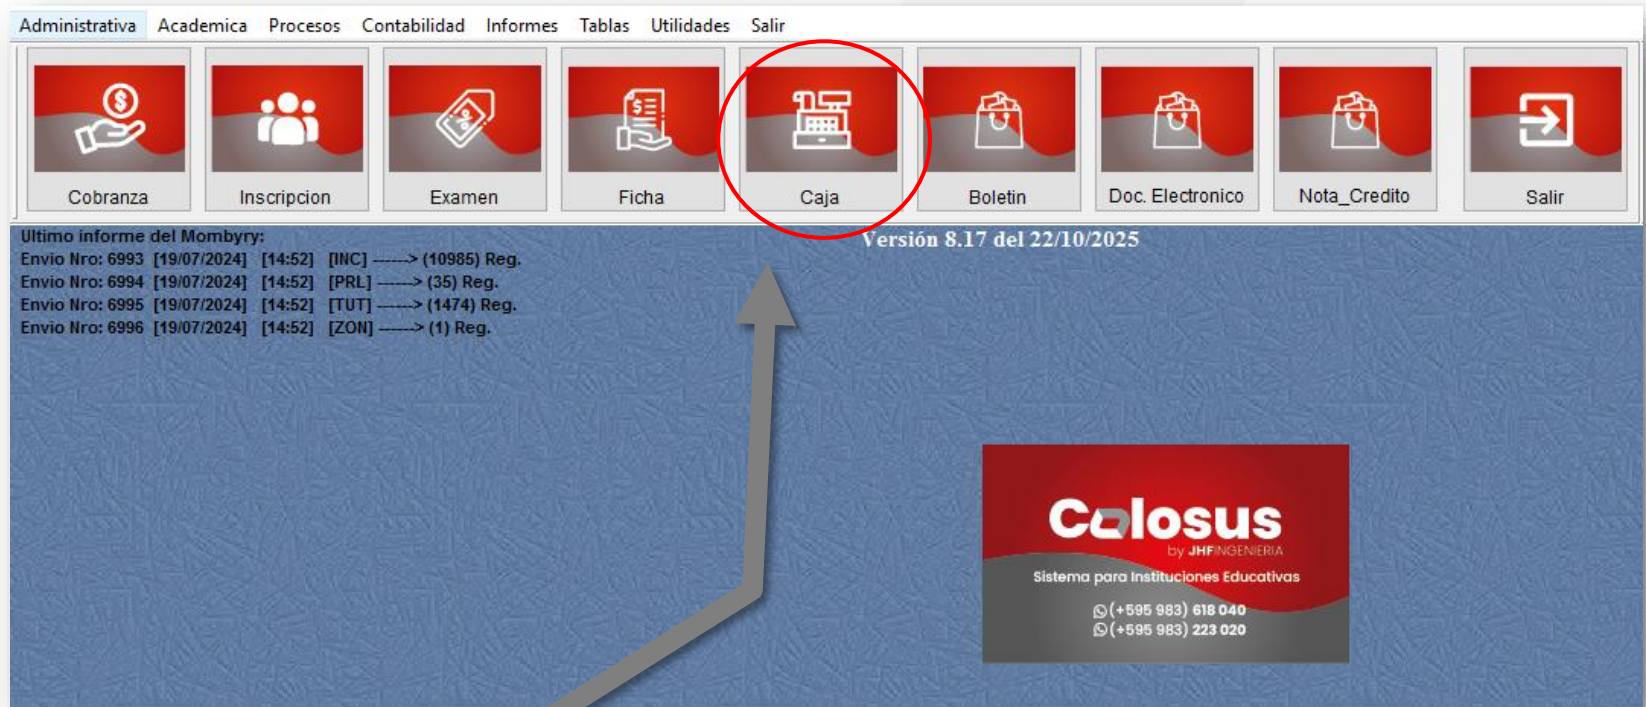 Administrativa Academica Procesos Contabilidad Informes Tablas Utilidades Salir
Cobranza Inscripcion Examen Ficha Caja Boletin Doc. Electronico Nota_Credito Salir
Ultimo informe del Mombyry:
Versión 8.17 del 22/10/2025
Envio Nro: 6993 [19/07/2024] [14:52] [INC] ------> (10985) Reg.
Envio Nro: 6994 [19/07/2024] [14:52] [PRL] ------> (35) Reg.
Envio Nro: 6995 [19/07/2024] [14:52] [TUT] ------> (1474) Reg.
Envio Nro: 6996 [19/07/2024] [14:52] [ZON] ------> (1) Reg.
Colosus
by JHFINGENIERIA
Sistema para Instituciones Educativas
(+595 983) 618 040
(+595 983) 223 020